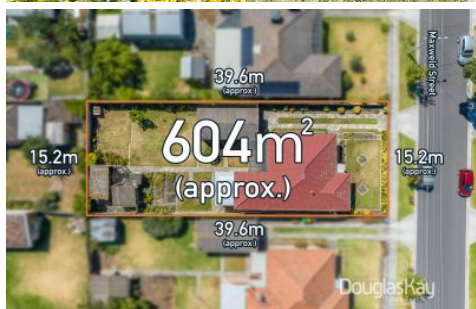 39.6m
(approx.)
Maxweld Street
604m²
(approx.)
15.2m
(approx.)
15.2m
(approx.)
39.6m
(approx.)
DouglasKay